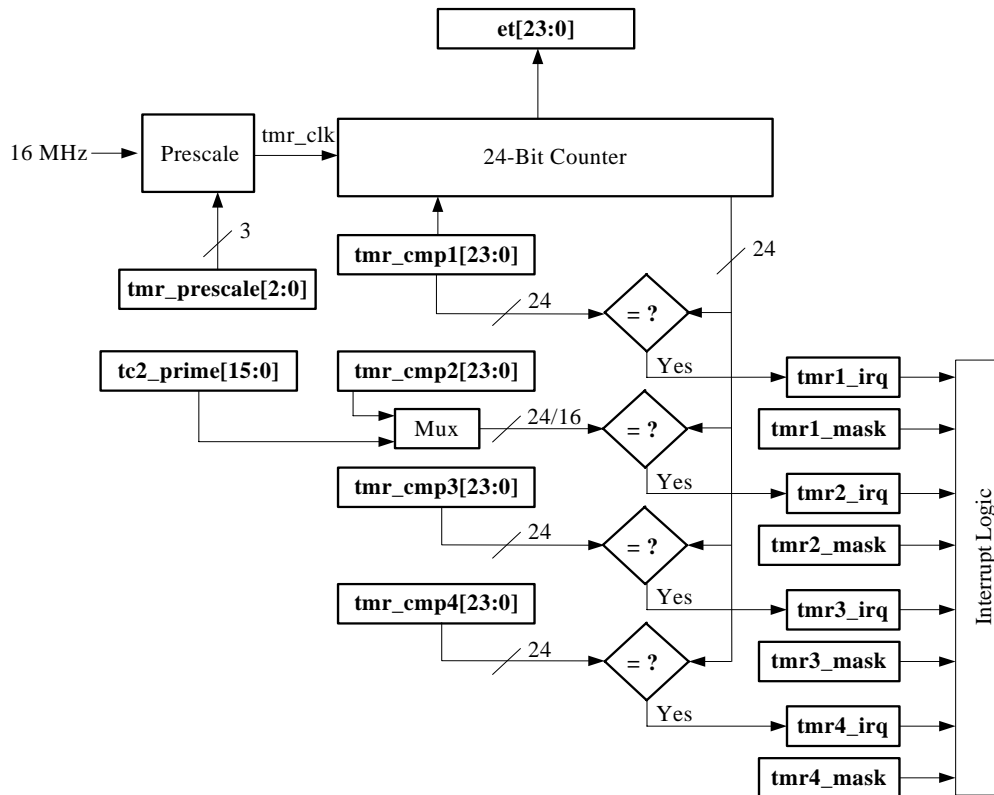 et[23:0]
16 MHz
Prescale
tmr_clk
24-Bit Counter
3
tmr_prescale[2:0]
tmr_cmp1[23:0]
24
24
= ?
Yes
tmr1_irq
tc2_prime[15:0]
tmr_cmp2[23:0]
Mux
24/16
= ?
tmr1_mask
Yes
tmr2_irq
tmr_cmp3[23:0]
24
= ?
tmr2_mask
Yes
tmr3_irq
tmr_cmp4[23:0]
24
= ?
tmr3_mask
Yes
tmr4_irq
tmr4_mask
Interrupt Logic